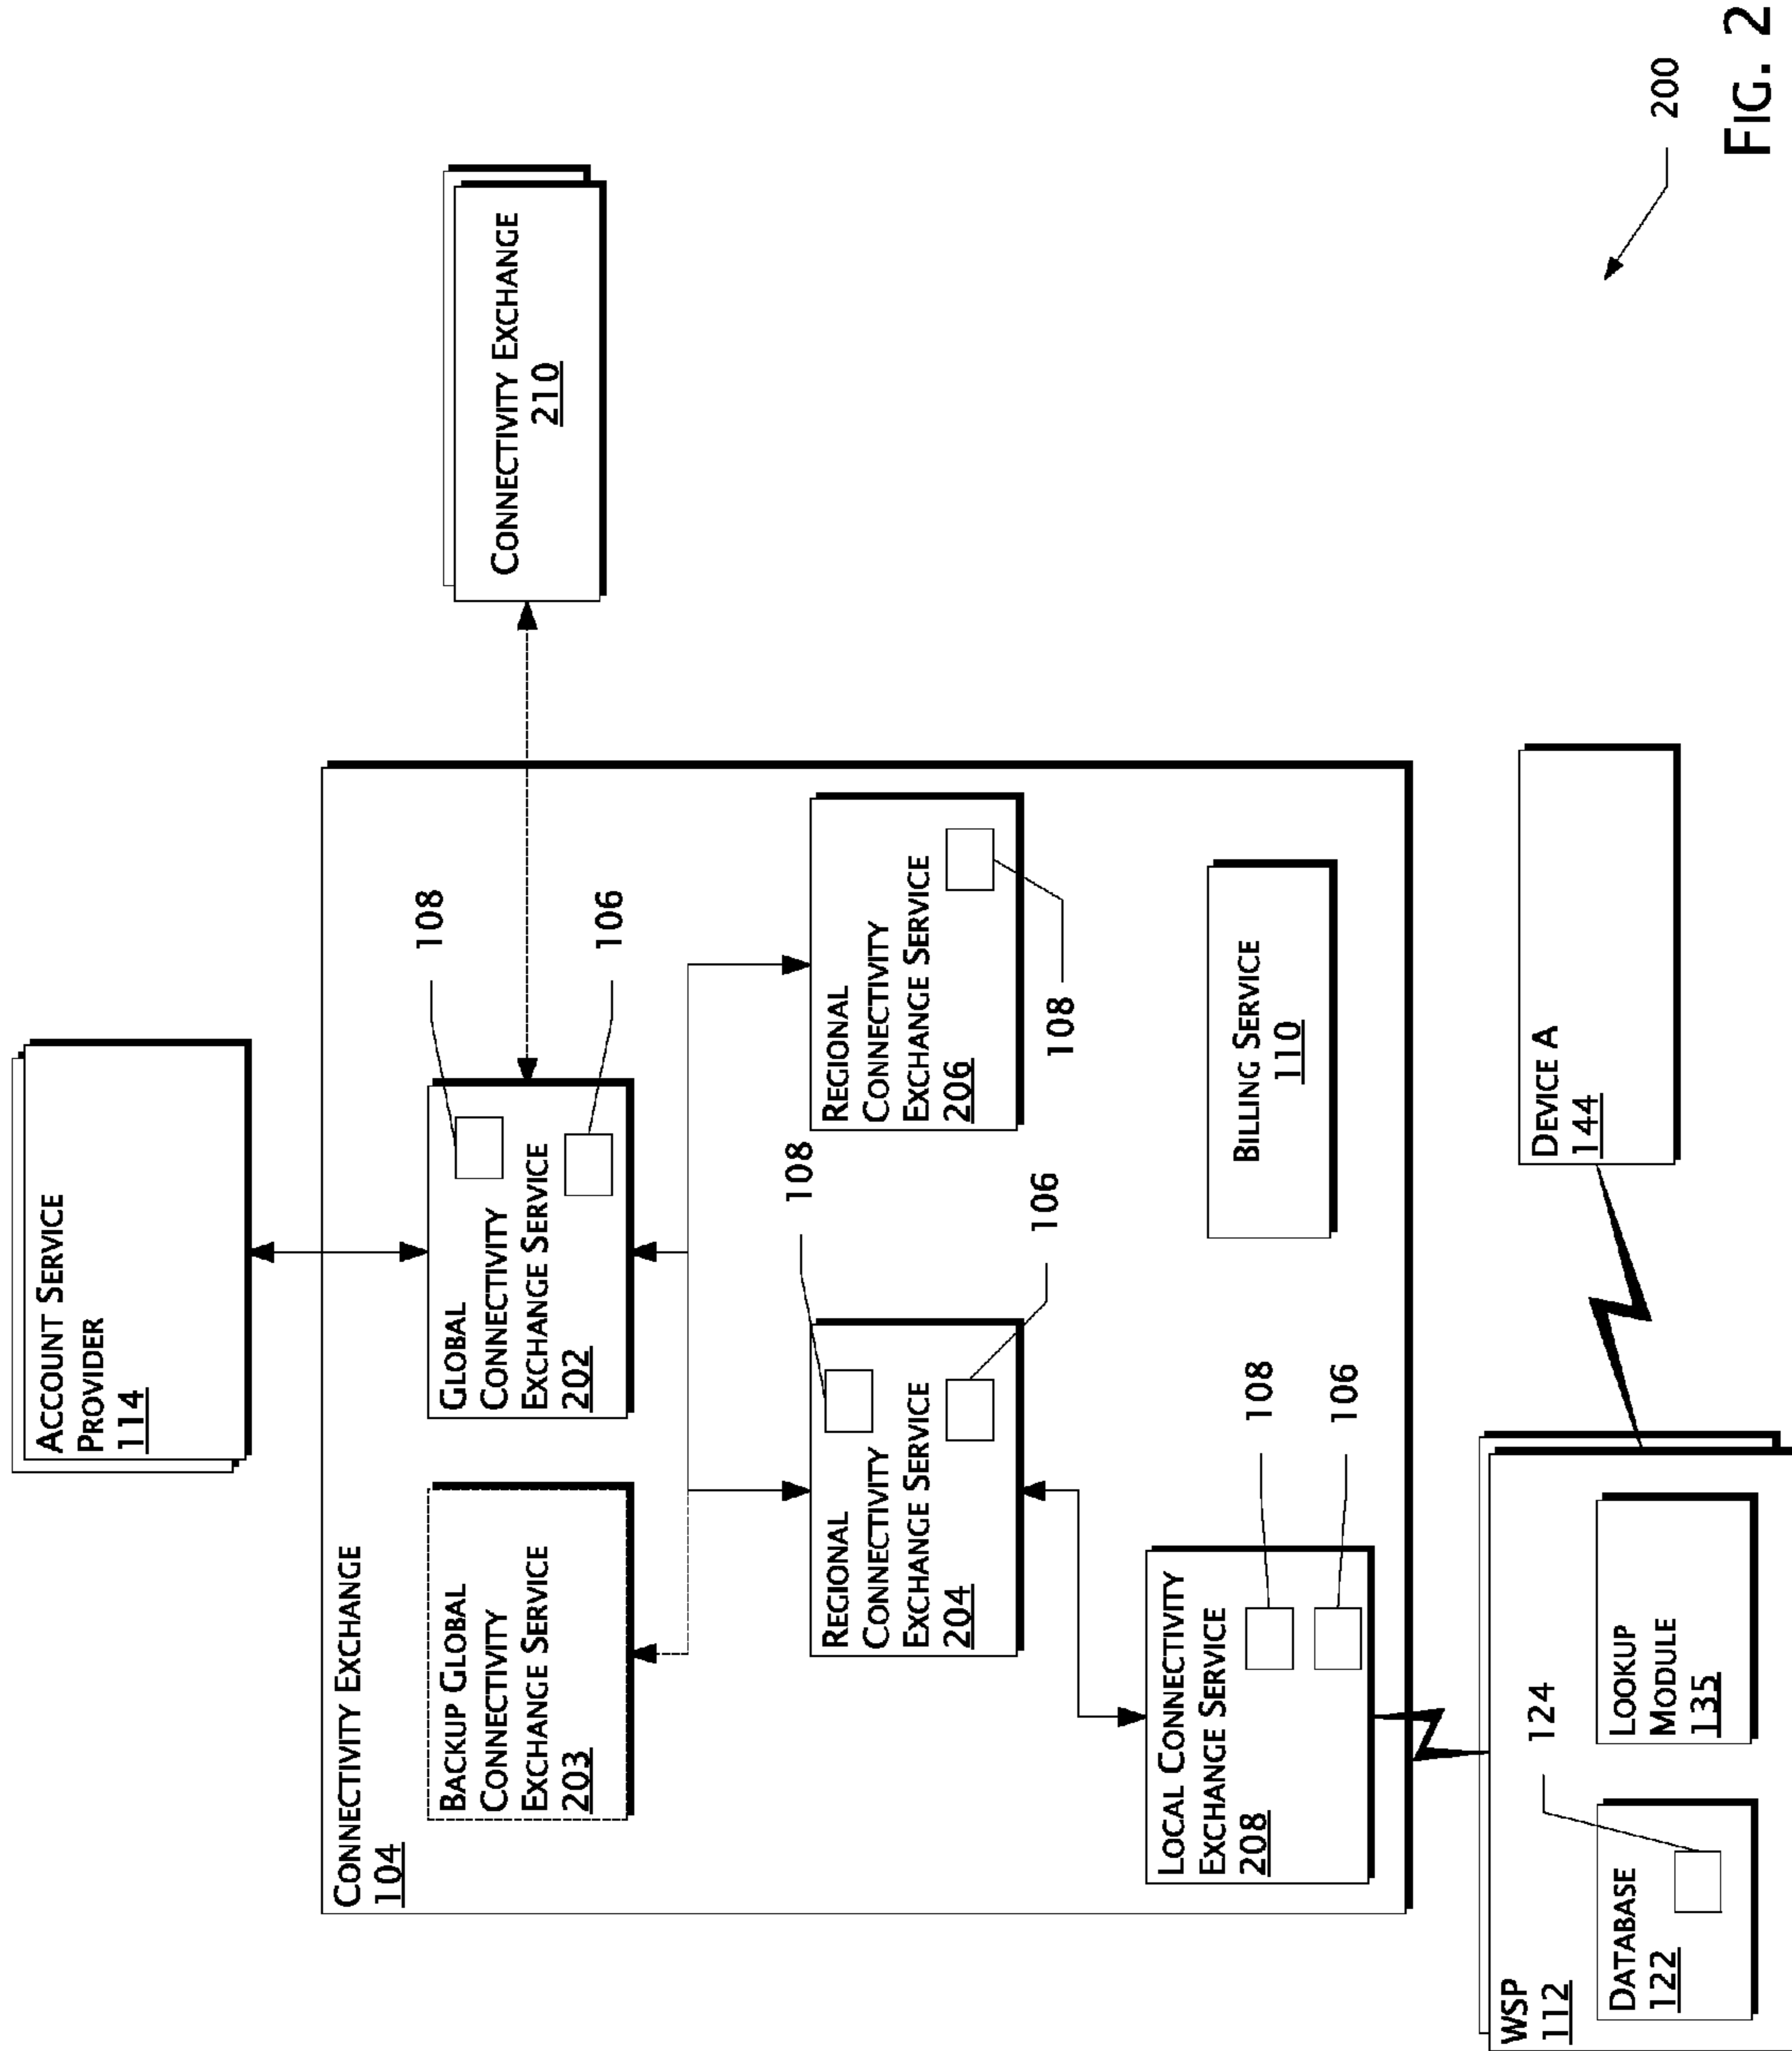 ACCOUNT SERVICE
PROVIDER
114
CONNECTIVITY EXCHANGE
104
BACKUP GLOBAL
CONNECTIVITY
EXCHANGE SERVICE
203
GLOBAL
CONNECTIVITY
EXCHANGE SERVICE
202
108
106
CONNECTIVITY EXCHANGE
210
REGIONAL
CONNECTIVITY
EXCHANGE SERVICE
204
108
106
REGIONAL
CONNECTIVITY
EXCHANGE SERVICE
206
108
LOCAL CONNECTIVITY
EXCHANGE SERVICE
208
108
106
BILLING SERVICE
110
WSP
112
DATABASE
122
124
LOOKUP
MODULE
135
DEVICE A
144
200
FIG. 2